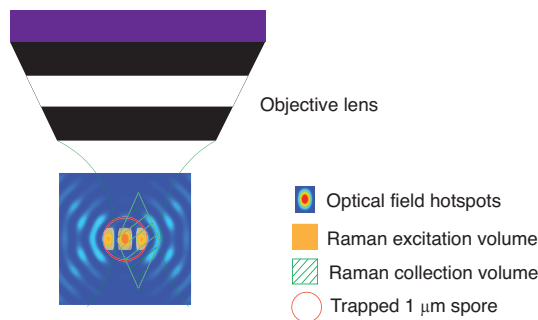 Objective lens
Optical field hotspots
Raman excitation volume
Raman collection volume
Trapped 1 μm spore